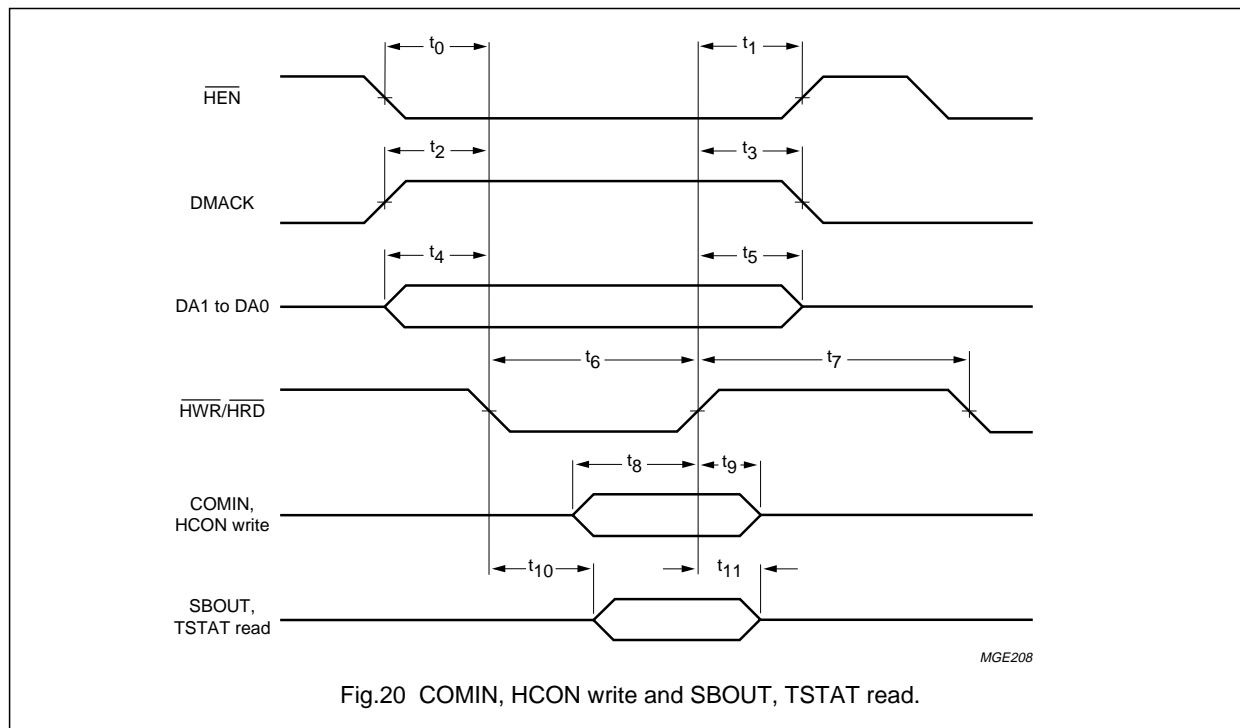 t0
t1
HEN
t2
t3
DMACK
t4
t5
DA1 to DA0
t6
t7
HWR/HRD
t8
t9
COMIN,
HCON write
t10
t11
SBOUT,
TSTAT read
MGE208
Fig.20 COMIN, HCON write and SBOUT, TSTAT read.